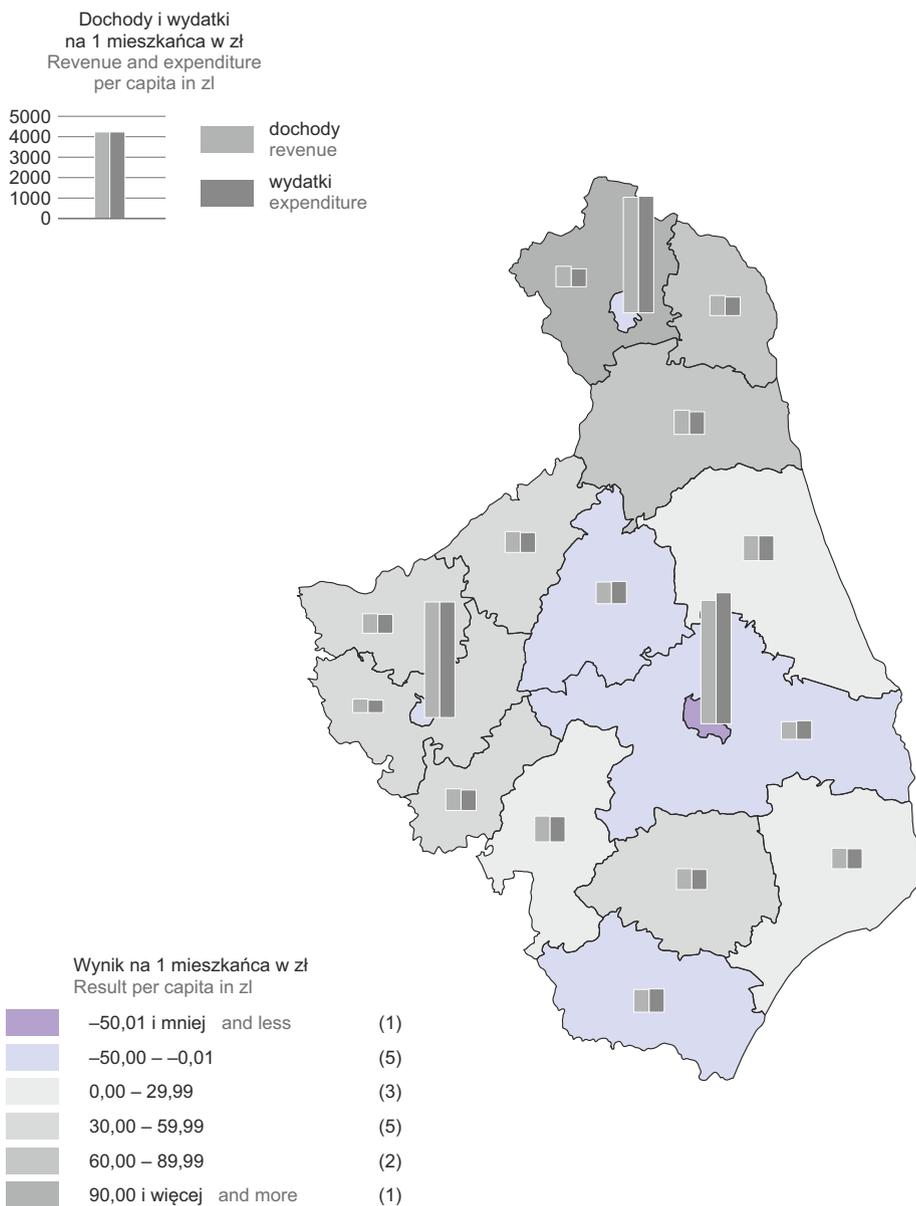 Dochody i wydatki
na 1 mieszkańca w zł
Revenue and expenditure
per capita in zl
5000
4000
3000
2000
1000
0
dochody
revenue
wydatki
expenditure
Wynik na 1 mieszkańca w zł
Result per capita in zl
–50,01 i mniej and less (1)
–50,00 – –0,01 (5)
0,00 – 29,99 (3)
30,00 – 59,99 (5)
60,00 – 89,99 (2)
90,00 i więcej and more (1)